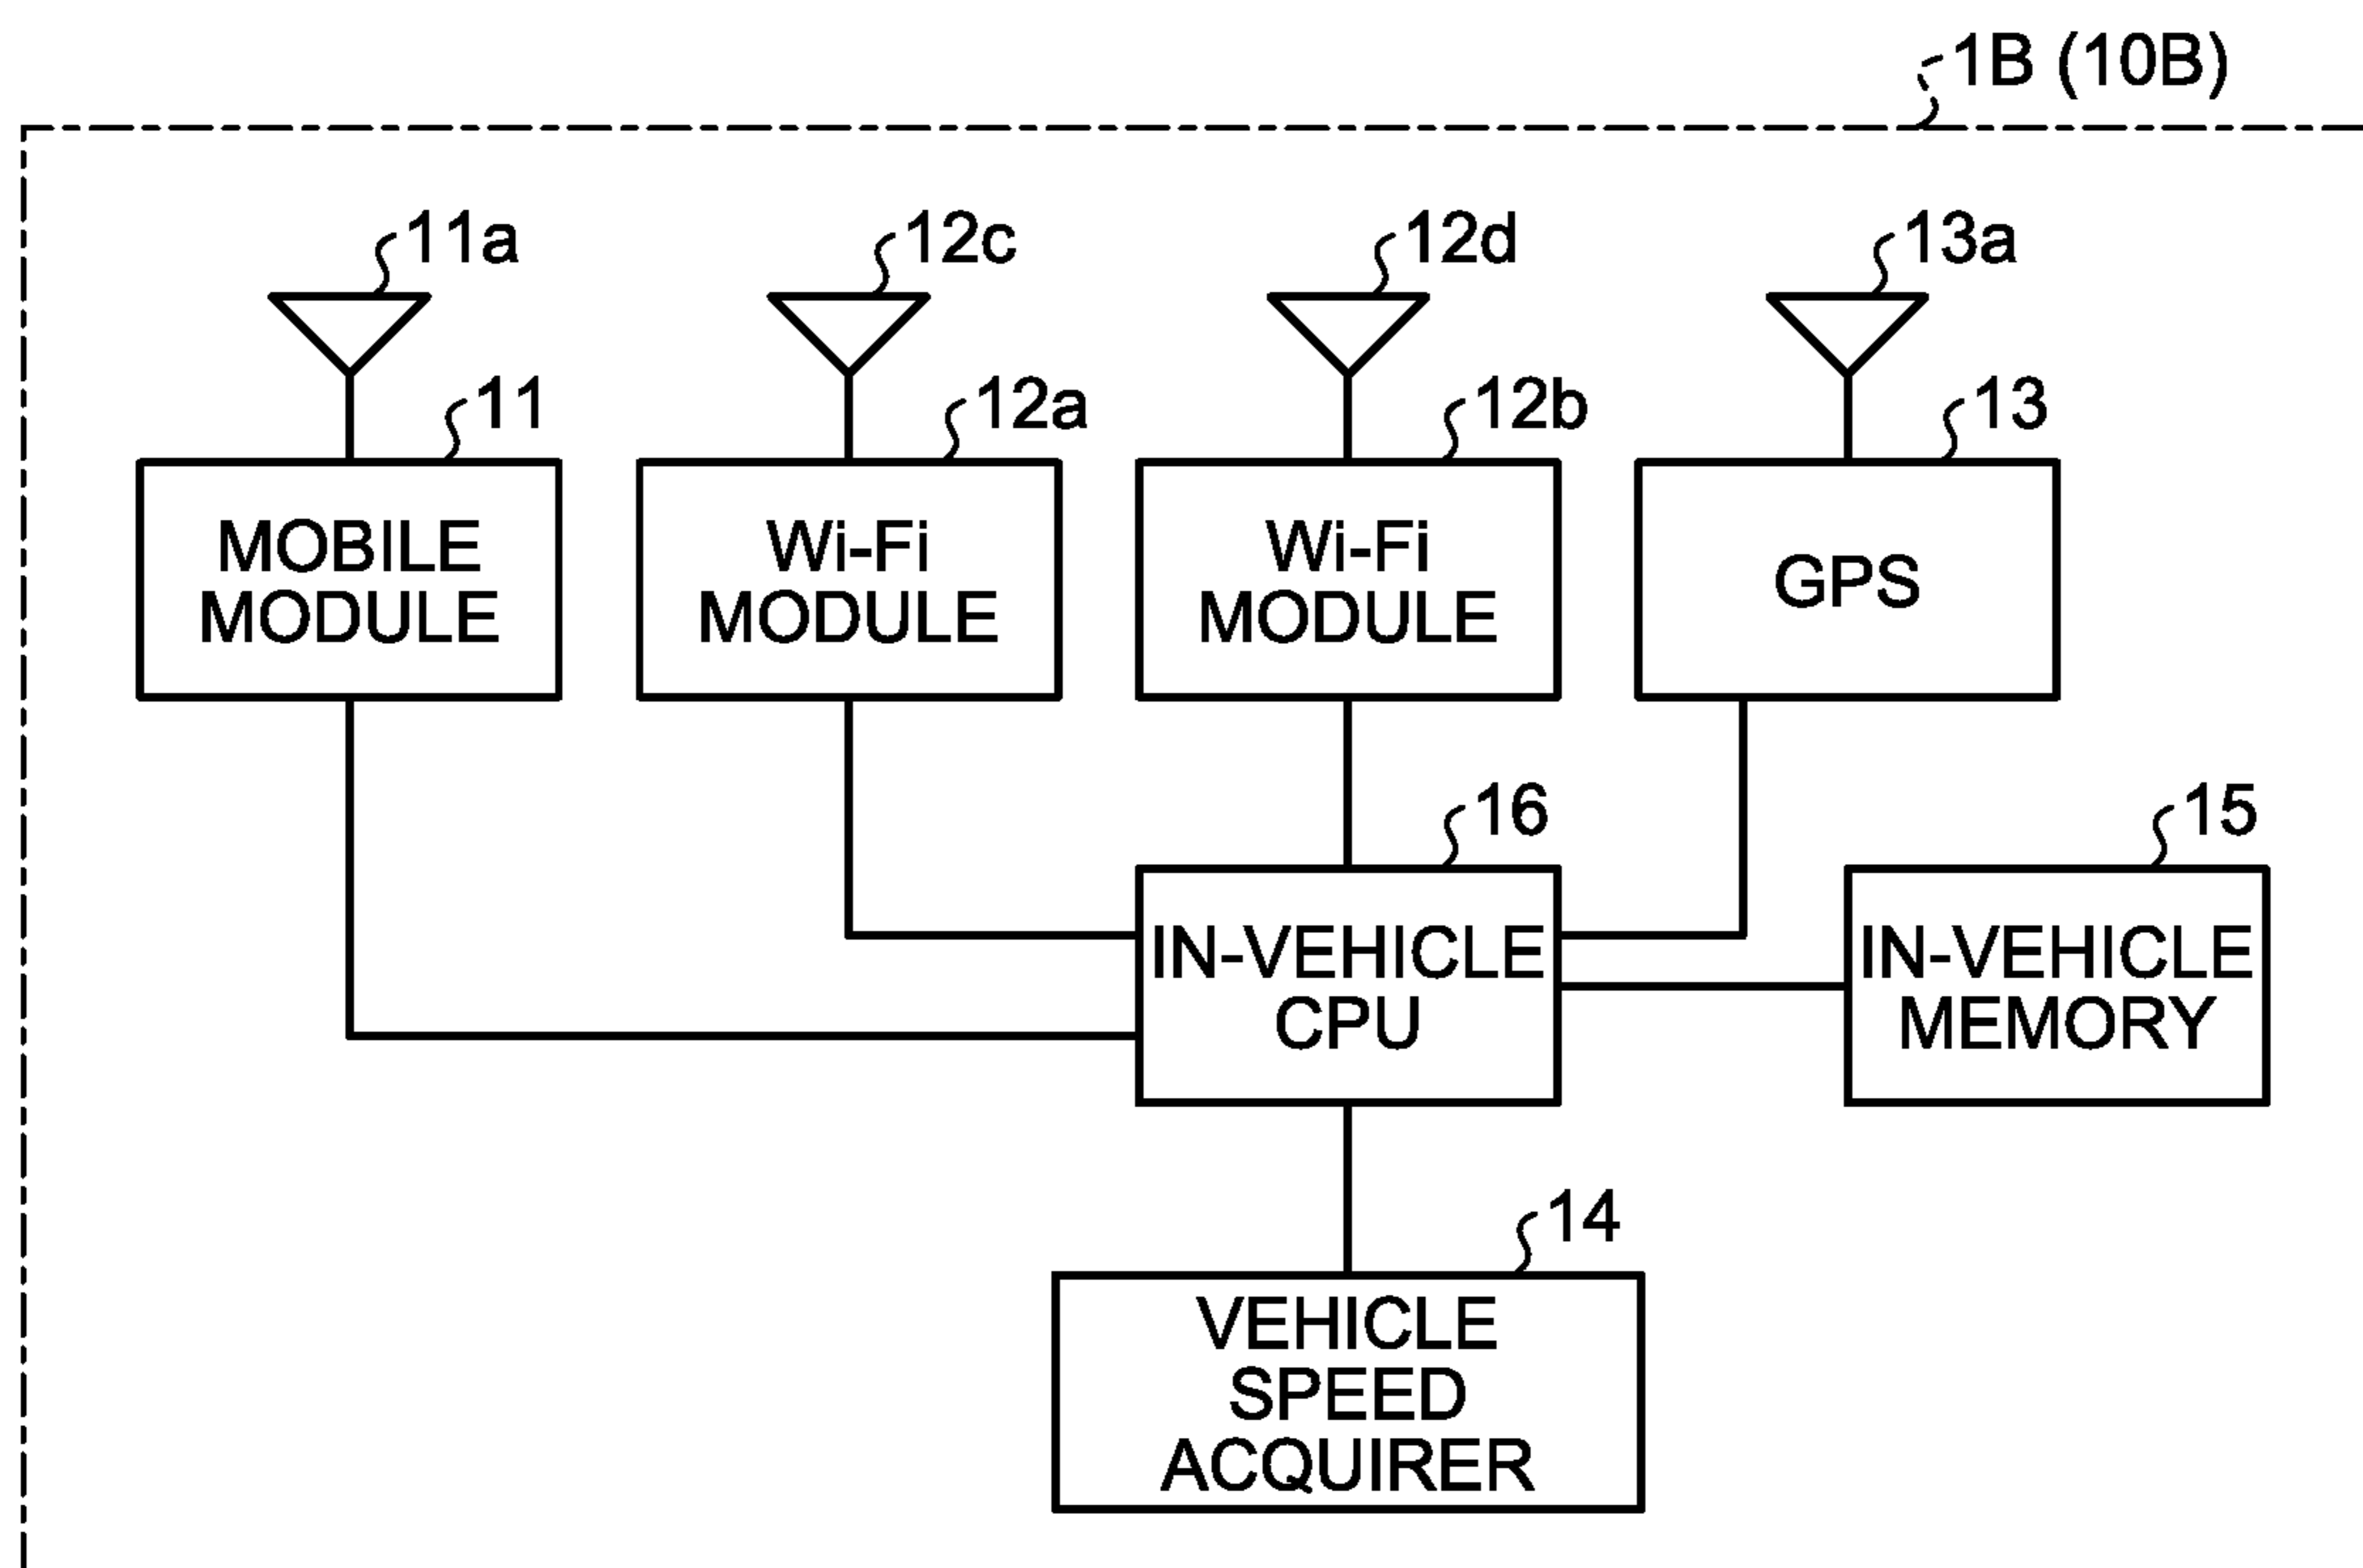 1B (10B)
11a
12c
12d
13a
11
12a
12b
13
MOBILE
MODULE
Wi-Fi
MODULE
Wi-Fi
MODULE
GPS
16
15
IN-VEHICLE
CPU
IN-VEHICLE
MEMORY
14
VEHICLE
SPEED
ACQUIRER